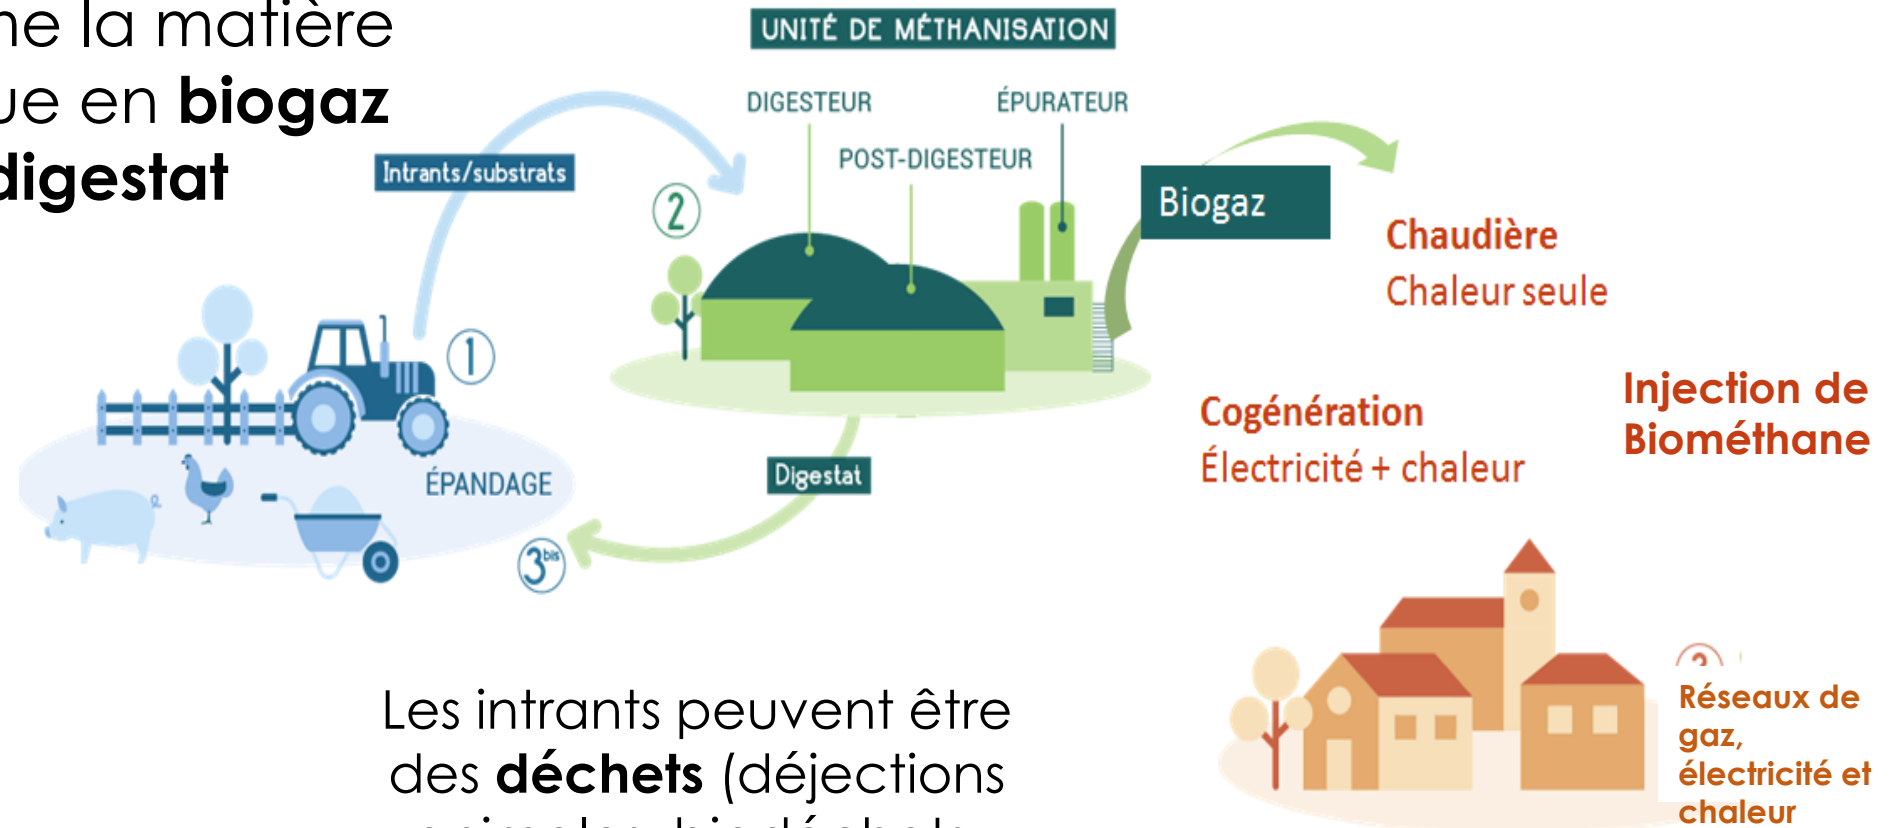 la matière
en biogaz
digestat
UNITÉ DE MÉTHANISATION
DIGESTEUR
ÉPURATEUR
POST-DIGESTEUR
Intrants/substrats
2
Biogaz
Chaudière
Chaleur seule
1
Injection de
Biométhane
Cogénération
Électricité + chaleur
Digestat
ÉPANDAGE
3bis
Réseaux de
gaz,
électricité et
chaleur
Les intrants peuvent être
des déchets (déjections